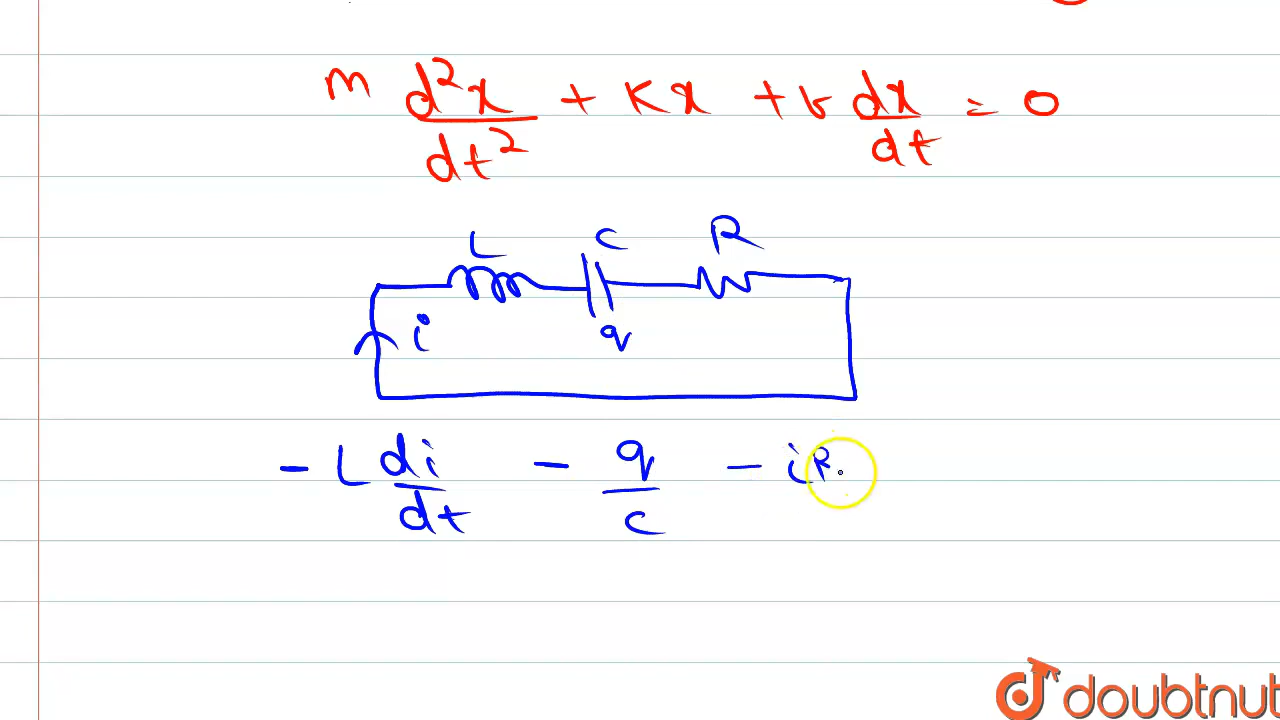 m d²x/dt² + Kx + b dx/dt = 0
L C R
i q
- L di/dt - q/c - iR
doubtnut